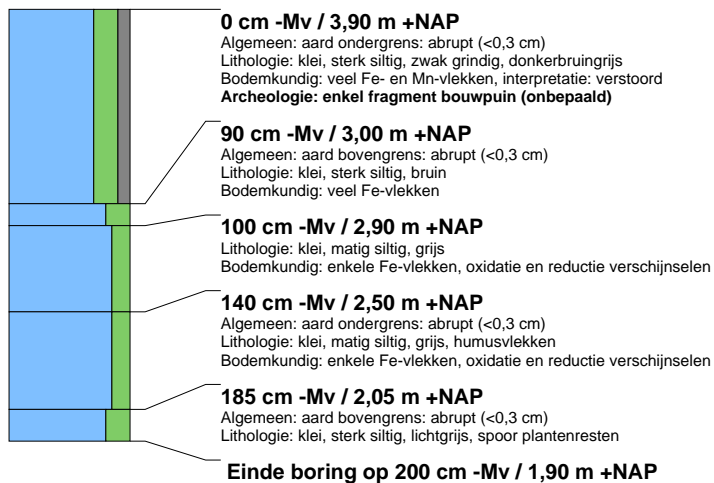 0 cm -Mv / 3,90 m +NAP
Algemeen: aard ondergrens: abrupt (<0,3 cm)
Lithologie: klei, sterk siltig, zwak grindig, donkerbruingrijs
Bodemkundig: veel Fe- en Mn-vlekken, interpretatie: verstoord
Archeologie: enkel fragment bouwpuin (onbepaald)
90 cm -Mv / 3,00 m +NAP
Algemeen: aard bovengrens: abrupt (<0,3 cm)
Lithologie: klei, sterk siltig, bruin
Bodemkundig: veel Fe-vlekken
100 cm -Mv / 2,90 m +NAP
Lithologie: klei, matig siltig, grijs
Bodemkundig: enkele Fe-vlekken, oxidatie en reductie verschijnselen
140 cm -Mv / 2,50 m +NAP
Algemeen: aard ondergrens: abrupt (<0,3 cm)
Lithologie: klei, matig siltig, grijs, humusvlekken
Bodemkundig: enkele Fe-vlekken, oxidatie en reductie verschijnselen
185 cm -Mv / 2,05 m +NAP
Algemeen: aard bovengrens: abrupt (<0,3 cm)
Lithologie: klei, sterk siltig, lichtgrijs, spoor plantenresten
Einde boring op 200 cm -Mv / 1,90 m +NAP